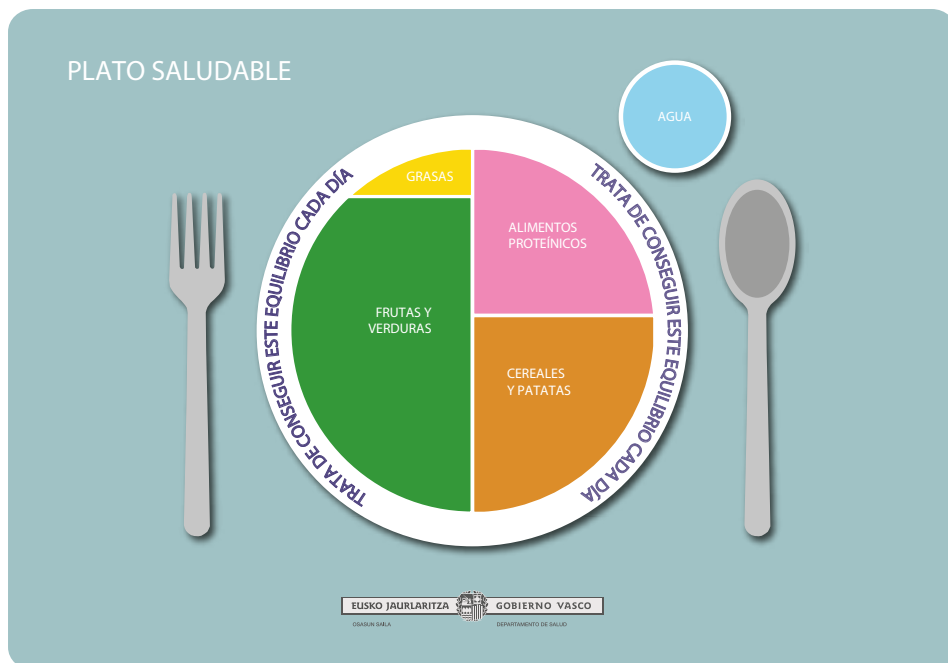 PLATO SALUDABLE
AGUA
TRATA DE CONSEGUIR ESTE EQUILIBRIO CADA DÍA
TRATA DE CONSEGUIR ESTE EQUILIBRIO CADA DÍA
GRASAS
ALIMENTOS
PROTEÍNICOS
FRUTAS Y
VERDURAS
CEREALES
Y PATATAS
EUSKO JAURLARITZA GOBIERNO VASCO
OSASUN SAILA DEPARTAMENTO DE SALUD